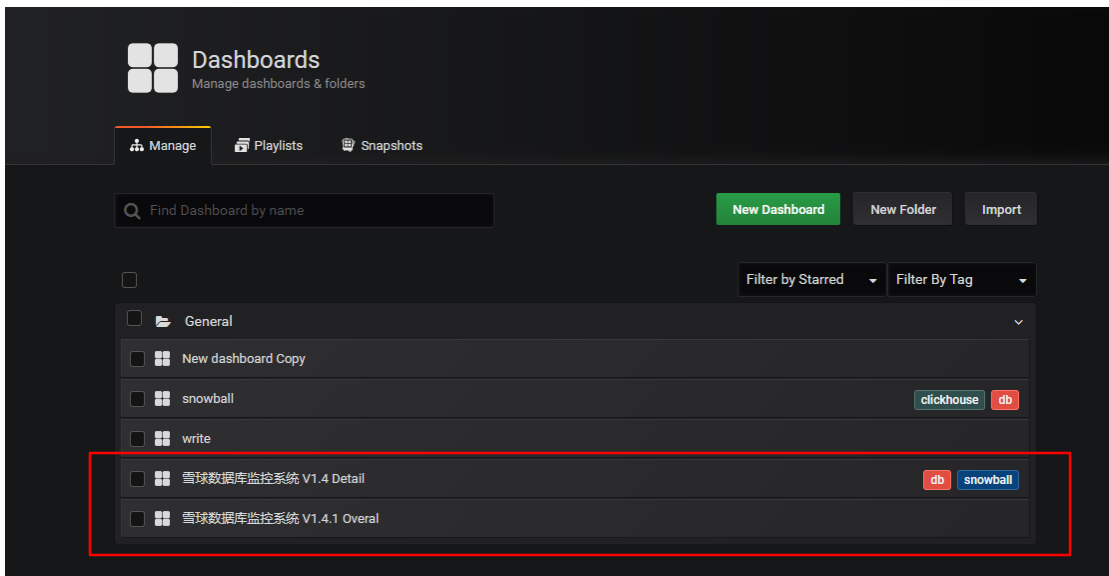 Dashboards
Manage dashboards & folders
Manage Playlists Snapshots
Find Dashboard by name New Dashboard New Folder Import
Filter by Starred Filter By Tag
General
New dashboard Copy
snowball clickhouse db
write
雪球数据库监控系统 V1.4 Detail db snowball
雪球数据库监控系统 V1.4.1 Overal